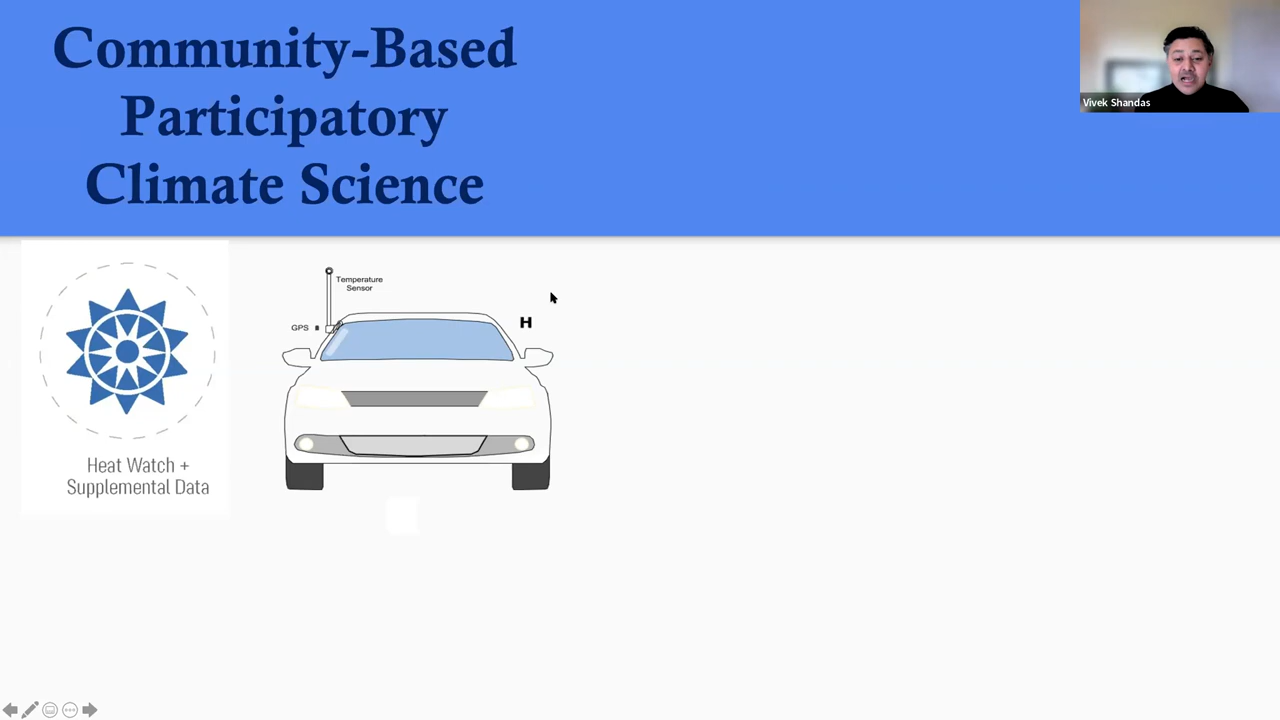 Community-Based
Participatory
Climate Science
Vivek Shandas
Temperature
Sensor
GPS
H
Heat Watch +
Supplemental Data